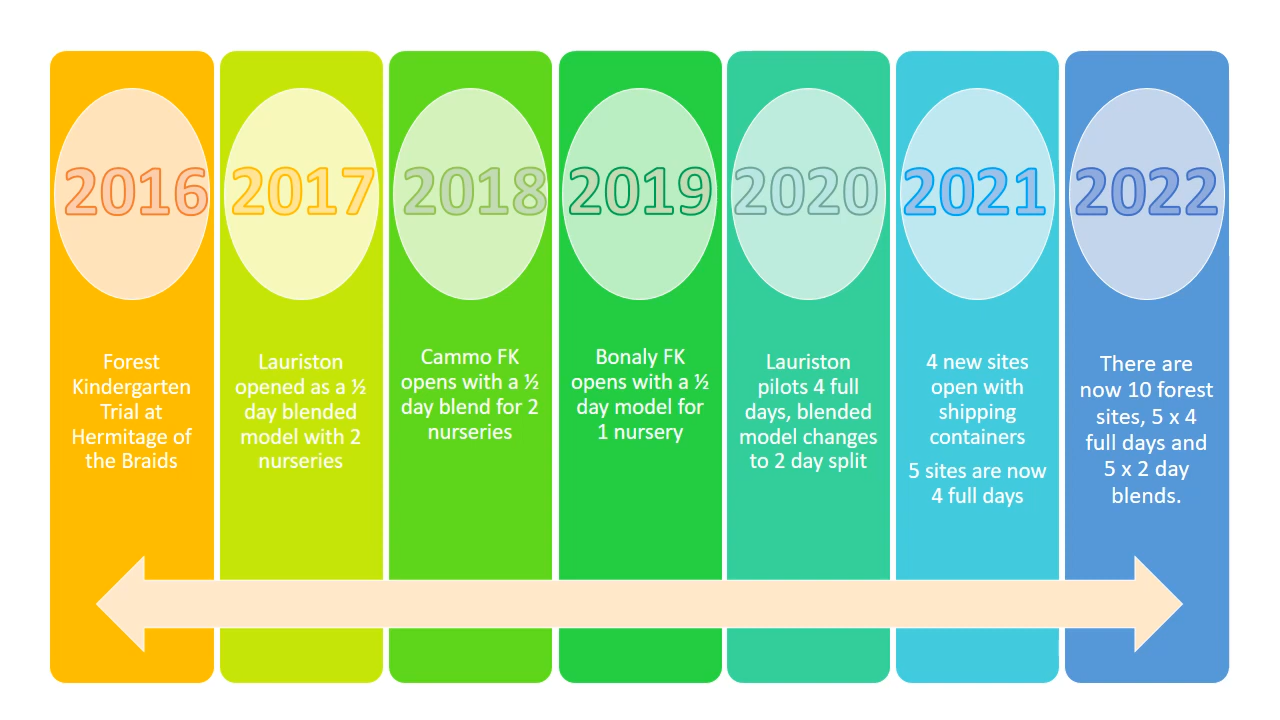 2016
Forest
Kindergarten
Trial at
Hermitage of
the Braids
2017
Lauriston
opened as a ½
day blended
model with 2
nurseries
2018
Cammo FK
opens with a ½
day blend for 2
nurseries
2019
Bonaly FK
opens with a ½
day model for
1 nursery
2020
Lauriston
pilots 4 full
days, blended
model changes
to 2 day split
2021
4 new sites
open with
shipping
containers
5 sites are now
4 full days
2022
There are
now 10 forest
sites, 5 x 4
full days and
5 x 2 day
blends.